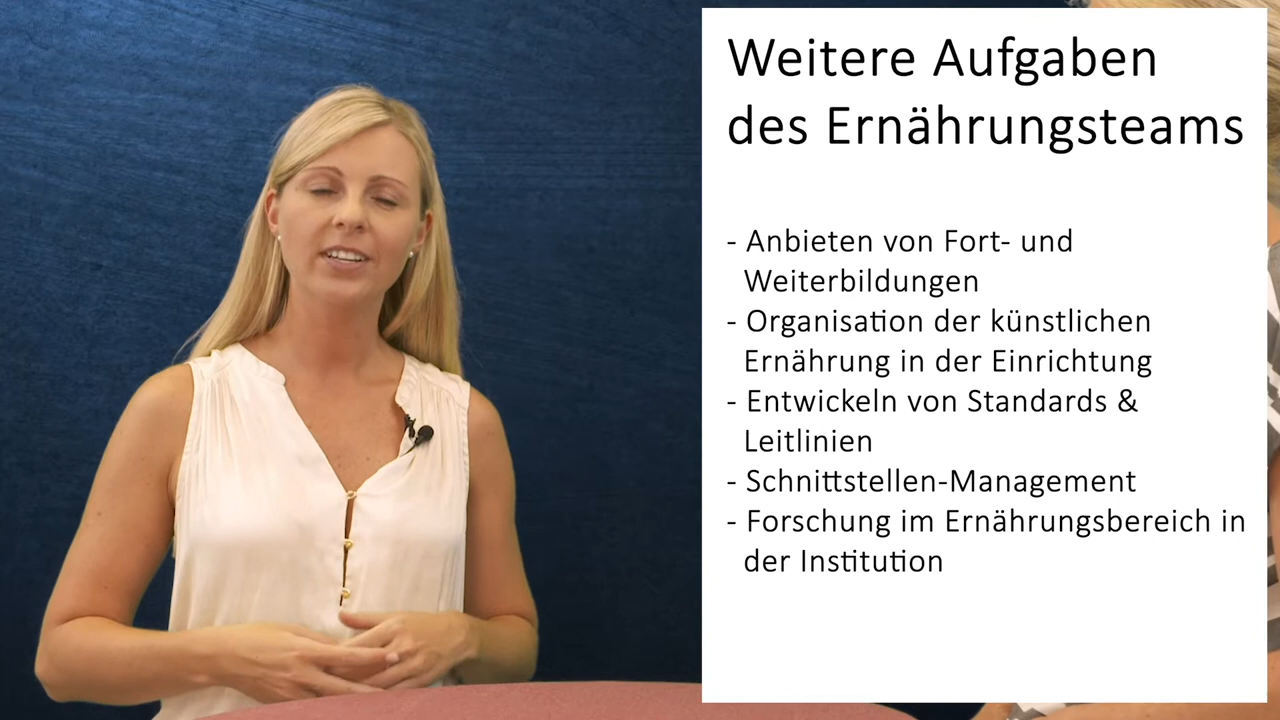 Weitere Aufgaben
des Ernährungsteams
- Anbieten von Fort- und
Weiterbildungen
- Organisation der künstlichen
Ernährung in der Einrichtung
- Entwickeln von Standards &
Leitlinien
- Schnittstellen-Management
- Forschung im Ernährungsbereich in
der Institution